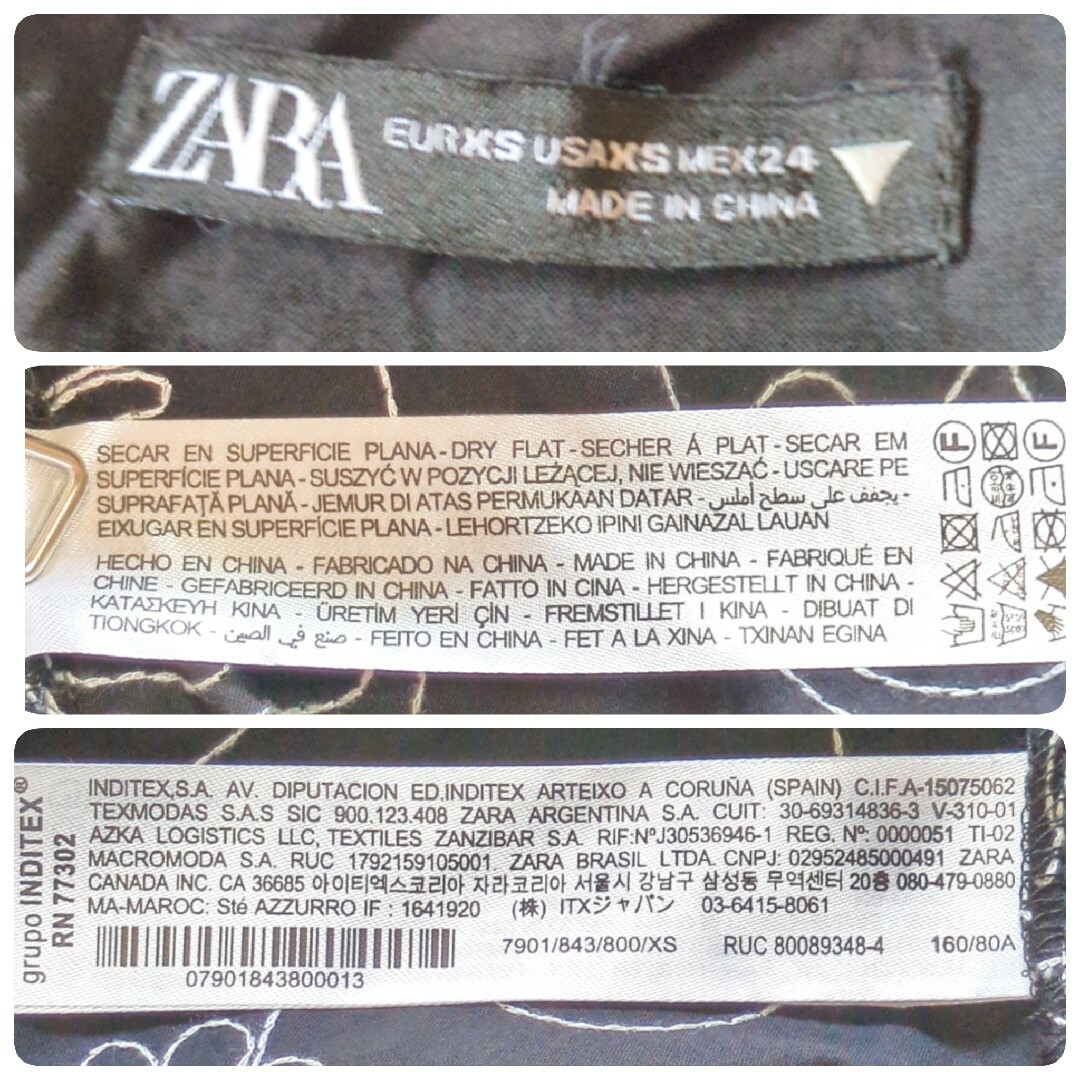 ZARA EUR XS USA XS MEX 24
MADE IN CHINA
SECAR EN SUPERFICIE PLANA - DRY FLAT - SECHER Á PLAT - SECAR EM
SUPERFÍCIE PLANA - SUSZYĆ W POZYCJI LEŻĄCEJ, NIE WIESZAĆ - USCARE PE
SUPRAFAŢĂ PLANĂ - JEMUR DI ATAS PERMUKAAN DATAR - يجفف على سطح أملس -
EIXUGAR EN SUPERFÍCIE PLANA - LEHORTZEKO IPINI GAINAZAL LAUAN
HECHO EN CHINA - FABRICADO NA CHINA - MADE IN CHINA - FABRIQUÉ EN
CHINE - GEFABRICEERD IN CHINA - FATTO IN CINA - HERGESTELLT IN CHINA -
ΚΑΤΑΣΚΕΥΗ ΚΙΝΑ - ÜRETİM YERİ ÇİN - FREMSTILLET I KINA - DIBUAT DI
TIONGKOK - صنع في الصين - FEITO EN CHINA - FET A LA XINA - TXINAN EGINA
F F
grupo INDITEX®
RN 77302
INDITEX,S.A. AV. DIPUTACION ED.INDITEX ARTEIXO A CORUÑA (SPAIN) C.I.F.A-15075062
TEXMODAS S.A.S SIC 900.123.408 ZARA ARGENTINA S.A. CUIT: 30-69314836-3 V-310-01
AZKA LOGISTICS LLC, TEXTILES ZANZIBAR S.A. RIF:Nº.J30536946-1 REG. Nº: 0000051 TI-02
MACROMODA S.A. RUC 1792159105001. ZARA BRASIL LTDA. CNPJ: 02952485000491 ZARA
CANADA INC. CA 36685 아이티엑스코리아 자라코리아 서울시 강남구 삼성동 무역센터 20층 080-479-0880
MA-MAROC: Sté AZZURRO IF : 1641920 (株) ITXジャパン 03-6415-8061
7901/843/800/XS RUC 80089348-4 160/80A
07901843800013